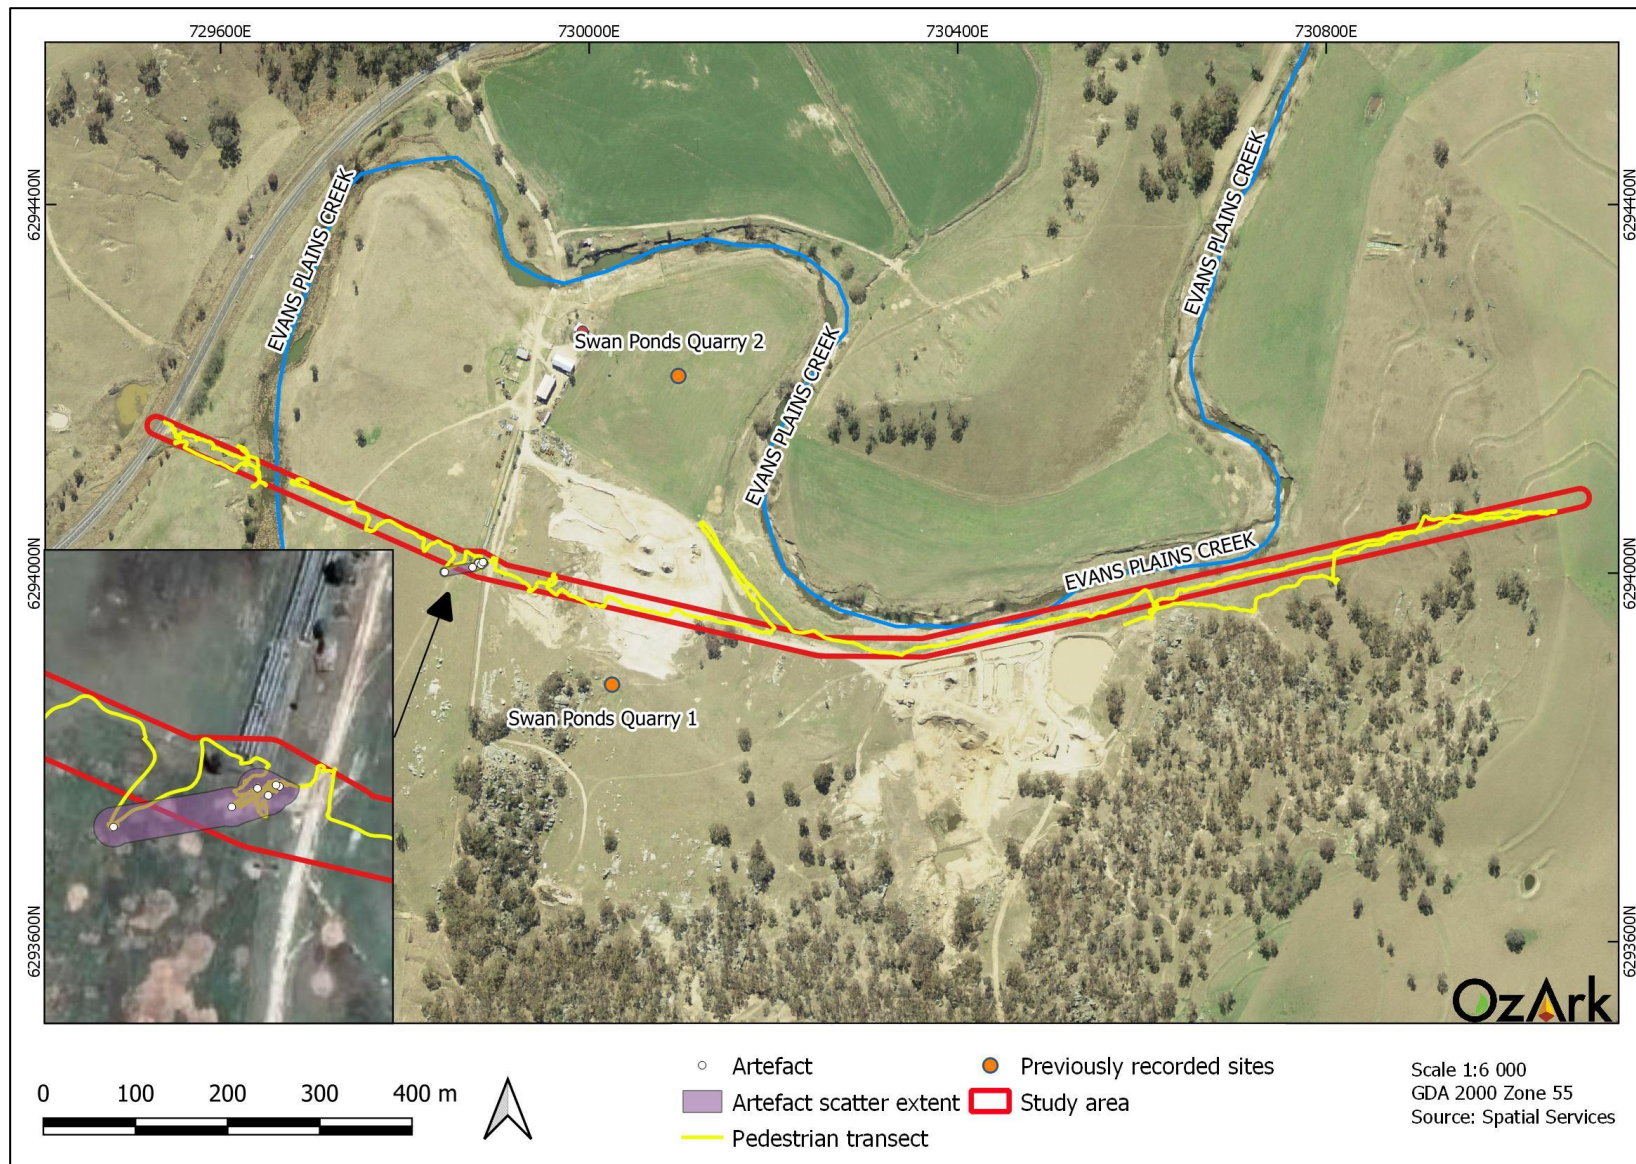 729600E
730000E
730400E
730800E
6294400N
6294400N
EVANS PLAINS CREEK
EVANS PLAINS CREEK
Swan Ponds Quarry 2
EVANS PLAINS CREEK
EVANS PLAINS CREEK
6294000N
6294000N
Swan Ponds Quarry 1
6293600N
6293600N
OzArk
0 100 200 300 400 m
Artefact
Artefact scatter extent
Pedestrian transect
Previously recorded sites
Study area
Scale 1:6 000
GDA 2000 Zone 55
Source: Spatial Services